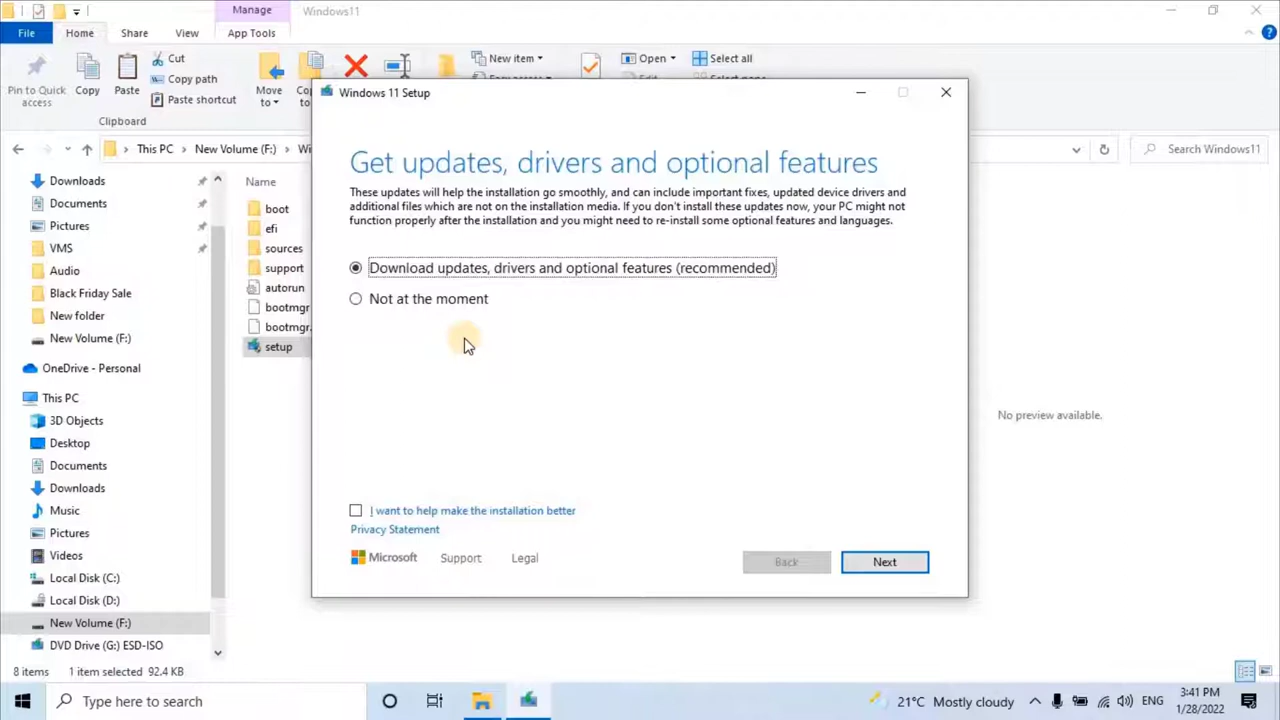 Manage
Windows11
File
Home
Share
View
App Tools
Pin to Quick
access
Copy
Paste
Cut
Copy path
Paste shortcut
Clipboard
Move
to
New item
Open
Select all
This PC
New Volume (F:)
Search Windows11
Downloads
Documents
Pictures
VMS
Audio
Black Friday Sale
New folder
New Volume (F:)
OneDrive - Personal
This PC
3D Objects
Desktop
Documents
Downloads
Music
Pictures
Videos
Local Disk (C:)
Local Disk (D:)
New Volume (F:)
DVD Drive (G:) ESD-ISO
Name
boot
efi
sources
support
autorun
bootmgr
bootmgr.
setup
Windows 11 Setup
Get updates, drivers and optional features
These updates will help the installation go smoothly, and can include important fixes, updated device drivers and
additional files which are not on the installation media. If you don't install these updates now, your PC might not
function properly after the installation and you might need to re-install some optional features and languages.
Download updates, drivers and optional features (recommended)
Not at the moment
I want to help make the installation better
Privacy Statement
Microsoft
Support
Legal
Back
Next
No preview available.
8 items
1 item selected 92.4 KB
Type here to search
21°C Mostly cloudy
ENG
3:41 PM
1/28/2022